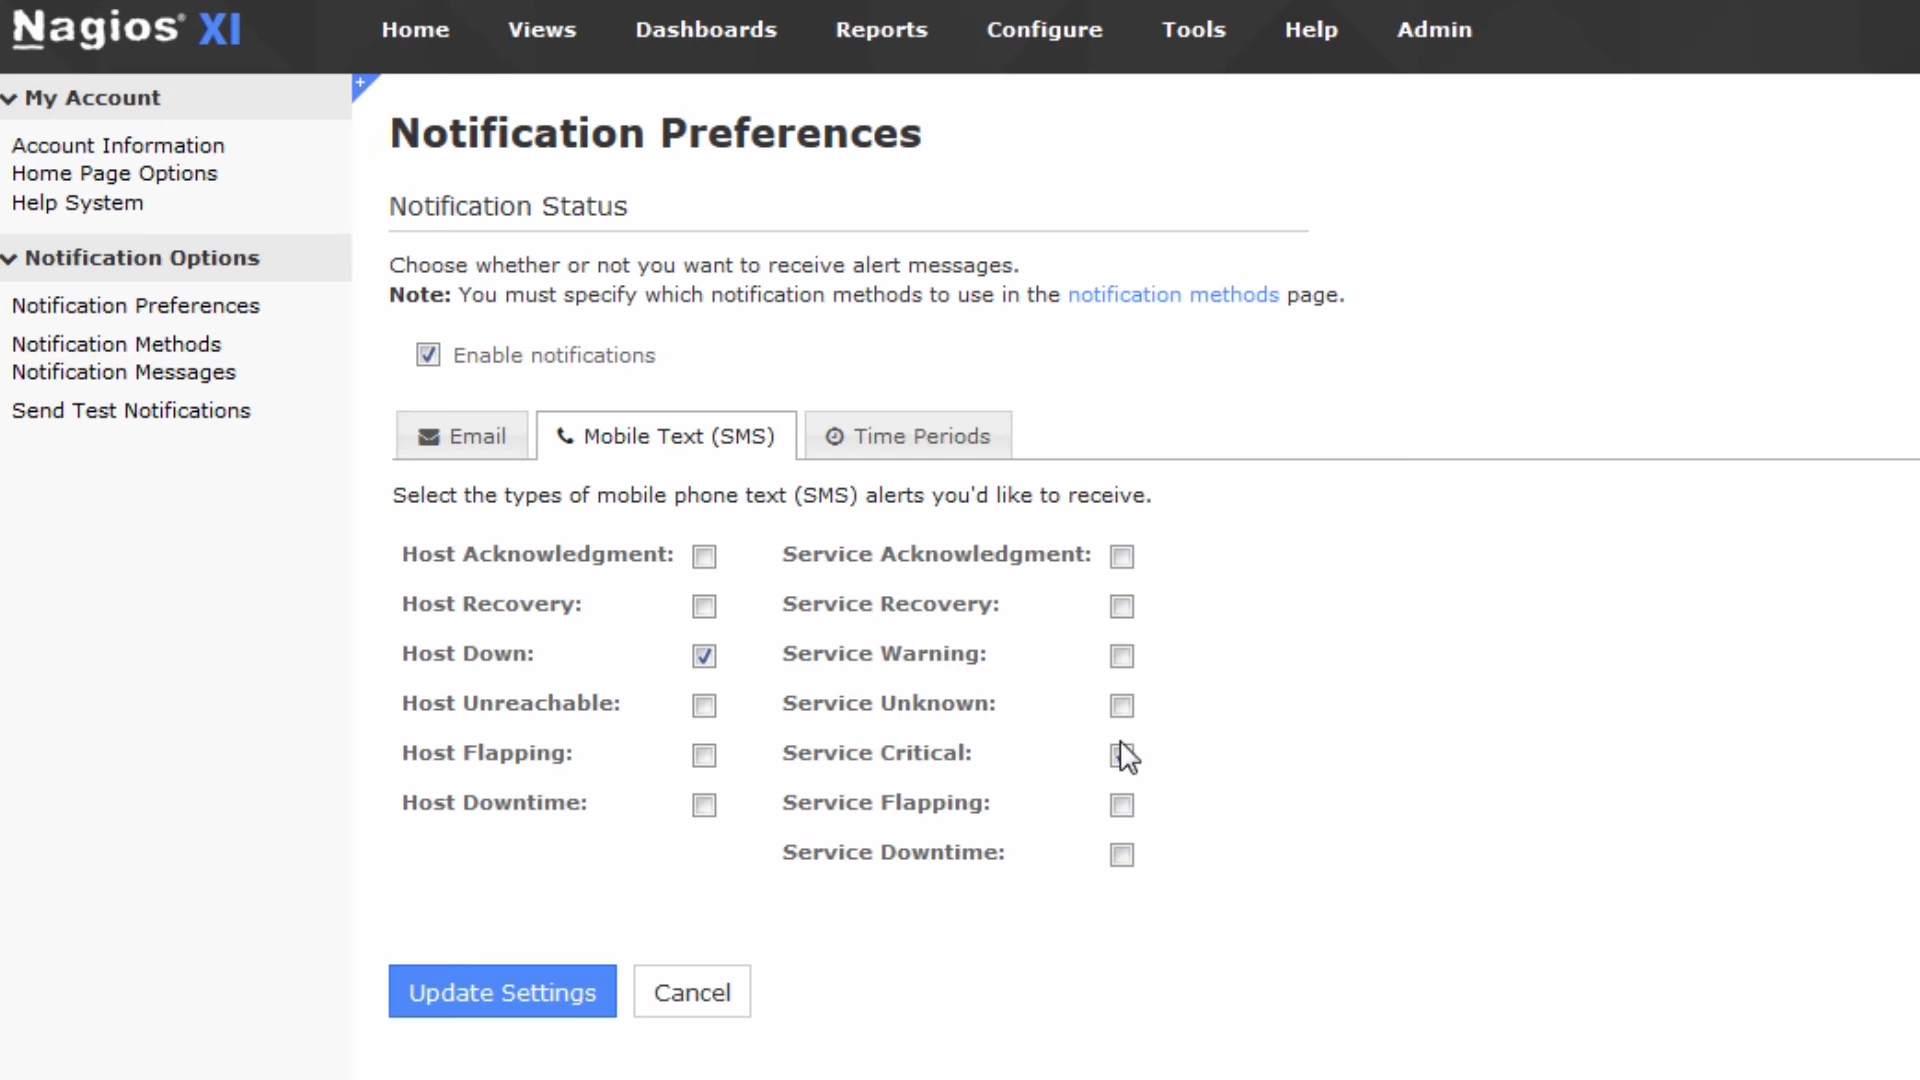 Nagios® XI
Home Views Dashboards Reports Configure Tools Help Admin
My Account
Account Information
Home Page Options
Help System
Notification Options
Notification Preferences
Notification Methods
Notification Messages
Send Test Notifications
Notification Preferences
Notification Status
Choose whether or not you want to receive alert messages.
Note: You must specify which notification methods to use in the notification methods page.
Enable notifications
Email Mobile Text (SMS) Time Periods
Select the types of mobile phone text (SMS) alerts you'd like to receive.
Host Acknowledgment: Service Acknowledgment:
Host Recovery: Service Recovery:
Host Down: Service Warning:
Host Unreachable: Service Unknown:
Host Flapping: Service Critical:
Host Downtime: Service Flapping:
Service Downtime:
Update Settings Cancel